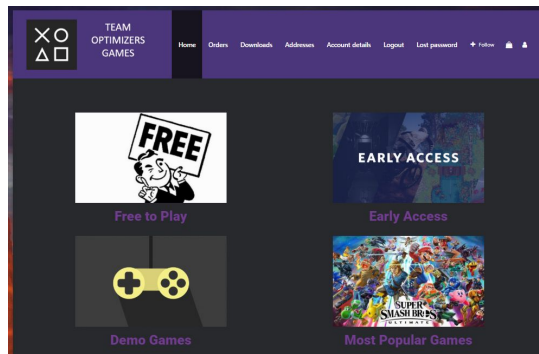 TEAM
OPTIMIZERS
GAMES
Home Orders Downloads Addresses Account details Logout Lost password + Follow
FREE
EARLY ACCESS
Free to Play
Early Access
SUPER
SMASH BROS
ULTIMATE
Demo Games
Most Popular Games